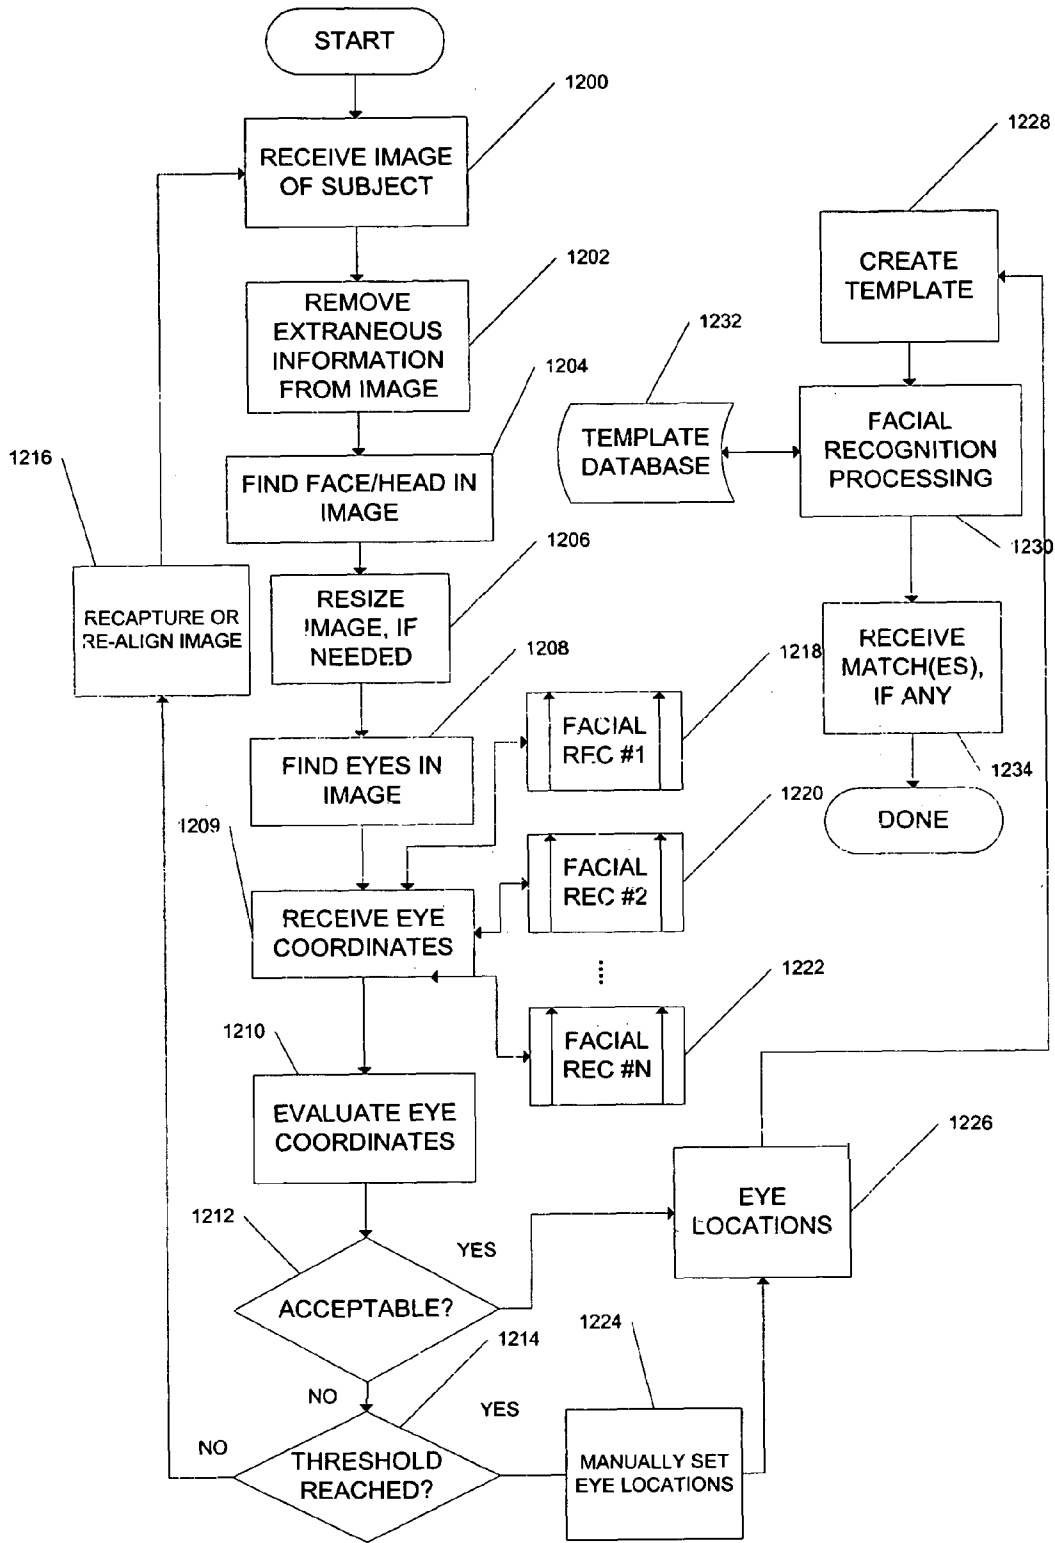 START
1200
RECEIVE IMAGE
OF SUBJECT
1202
REMOVE
EXTRANEOUS
INFORMATION
FROM IMAGE
1204
FIND FACE/HEAD IN
IMAGE
1206
RESIZE
IMAGE, IF
NEEDED
1208
FIND EYES IN
IMAGE
1209
RECEIVE EYE
COORDINATES
1210
EVALUATE EYE
COORDINATES
1212
ACCEPTABLE?
YES
NO
1214
THRESHOLD
REACHED?
YES
NO
1216
RECAPTURE OR
RE-ALIGN IMAGE
1218
FACIAL
REC #1
1220
FACIAL
REC #2
1222
FACIAL
REC #N
1224
MANUALLY SET
EYE LOCATIONS
1226
EYE
LOCATIONS
1228
CREATE
TEMPLATE
1232
TEMPLATE
DATABASE
FACIAL
RECOGNITION
PROCESSING
1230
RECEIVE
MATCH(ES),
IF ANY
1234
DONE